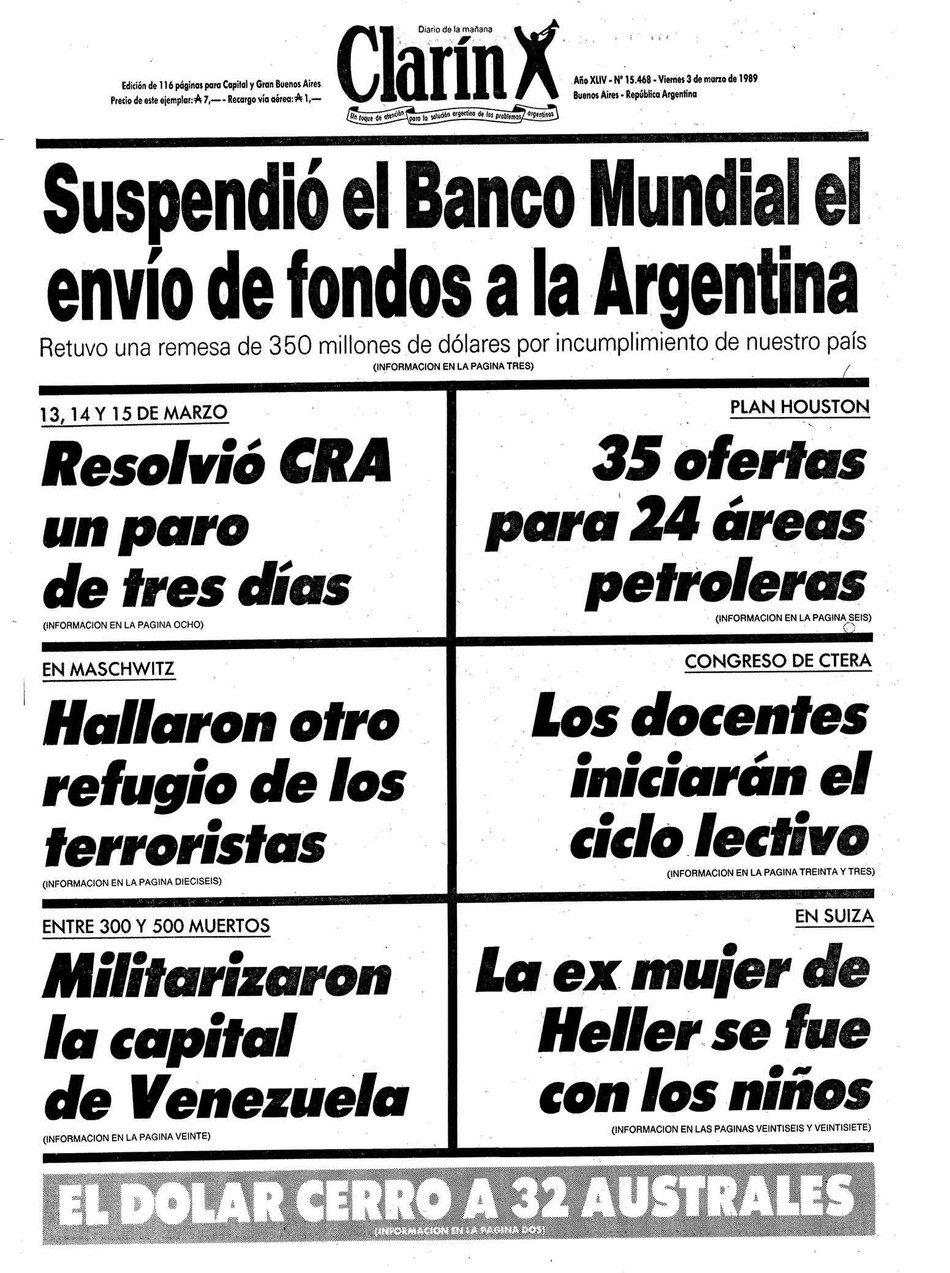 Diario de la mañana
Clarín
Un toque de atención para la solución argentina de los problemas argentinos
Edición de 116 páginas para Capital y Gran Buenos Aires
Precio de este ejemplar: ₳ 7,— - Recargo vía aérea: ₳ 1,—
Año XLIV - Nº 15.468 - Viernes 3 de marzo de 1989
Buenos Aires - República Argentina
Suspendió el Banco Mundial el
envío de fondos a la Argentina
Retuvo una remesa de 350 millones de dólares por incumplimiento de nuestro país
(INFORMACION EN LA PAGINA TRES)
13, 14 Y 15 DE MARZO
Resolvió CRA
un paro
de tres días
(INFORMACION EN LA PAGINA OCHO)
PLAN HOUSTON
35 ofertas
para 24 áreas
petroleras
(INFORMACION EN LA PAGINA SEIS)
EN MASCHWITZ
Hallaron otro
refugio de los
terroristas
(INFORMACION EN LA PAGINA DIECISEIS)
CONGRESO DE CTERA
Los docentes
iniciarán el
ciclo lectivo
(INFORMACION EN LA PAGINA TREINTA Y TRES)
ENTRE 300 Y 500 MUERTOS
Militarizaron
la capital
de Venezuela
(INFORMACION EN LA PAGINA VEINTE)
EN SUIZA
La ex mujer de
Heller se fue
con los niños
(INFORMACION EN LAS PAGINAS VEINTISEIS Y VEINTISIETE)
EL DOLAR CERRO A 32 AUSTRALES
(INFORMACION EN LA PAGINA DOS)